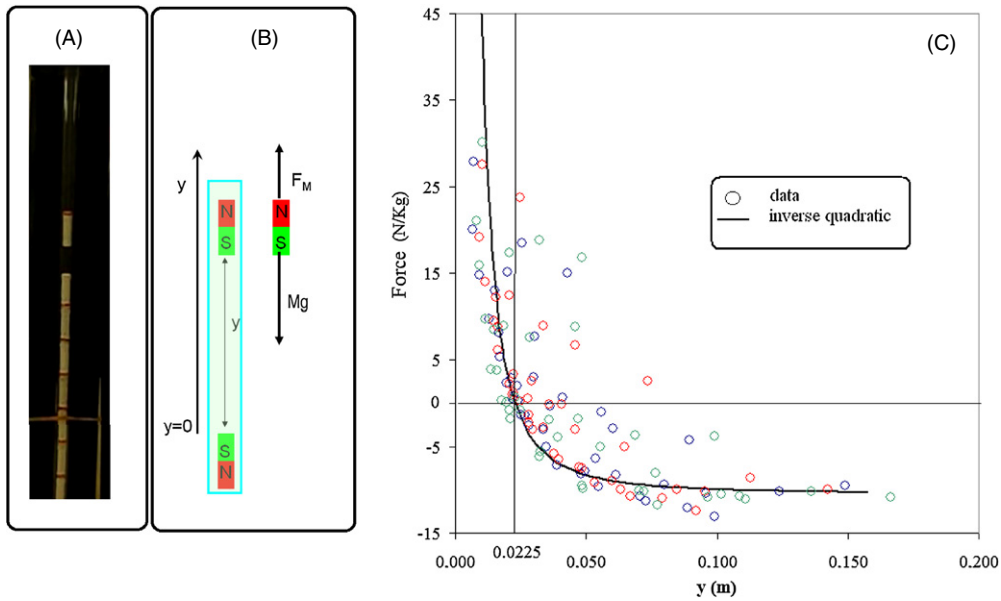 (A)
(B)
y
F_M
N
S
Mg
y
y=0
N
S
S
N
(C)
45
35
25
15
5
0
-5
-15
Force (N/Kg)
data
inverse quadratic
0.000
0.0225
0.050
0.100
0.150
0.200
y (m)